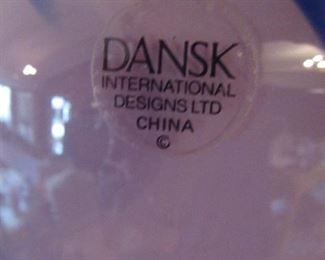 DANSK
INTERNATIONAL
DESIGNS LTD
CHINA
©